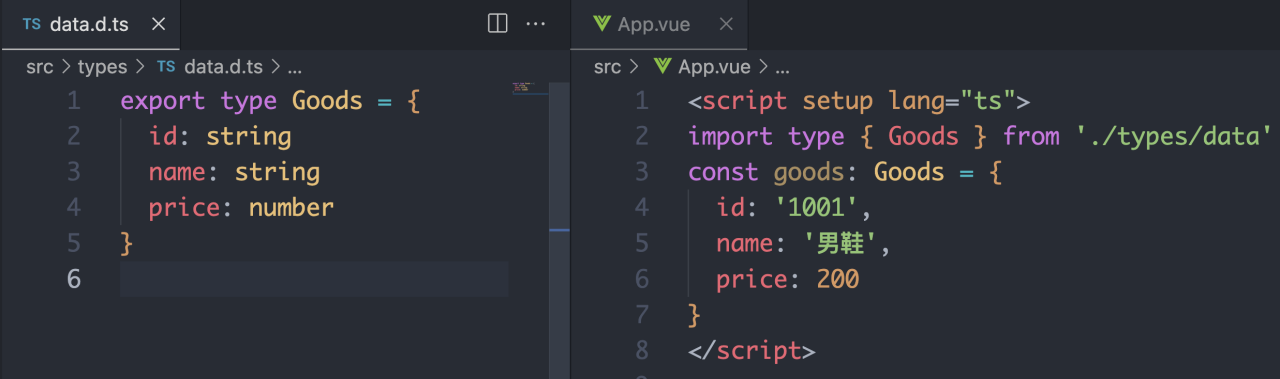 TS data.d.ts ×
src > types > TS data.d.ts > ...
1 export type Goods = {
2   id: string
3   name: string
4   price: number
5 }
6
App.vue ×
src > App.vue > ...
1 <script setup lang="ts">
2 import type { Goods } from './types/data'
3 const goods: Goods = {
4   id: '1001',
5   name: '男鞋',
6   price: 200
7 }
8 </script>